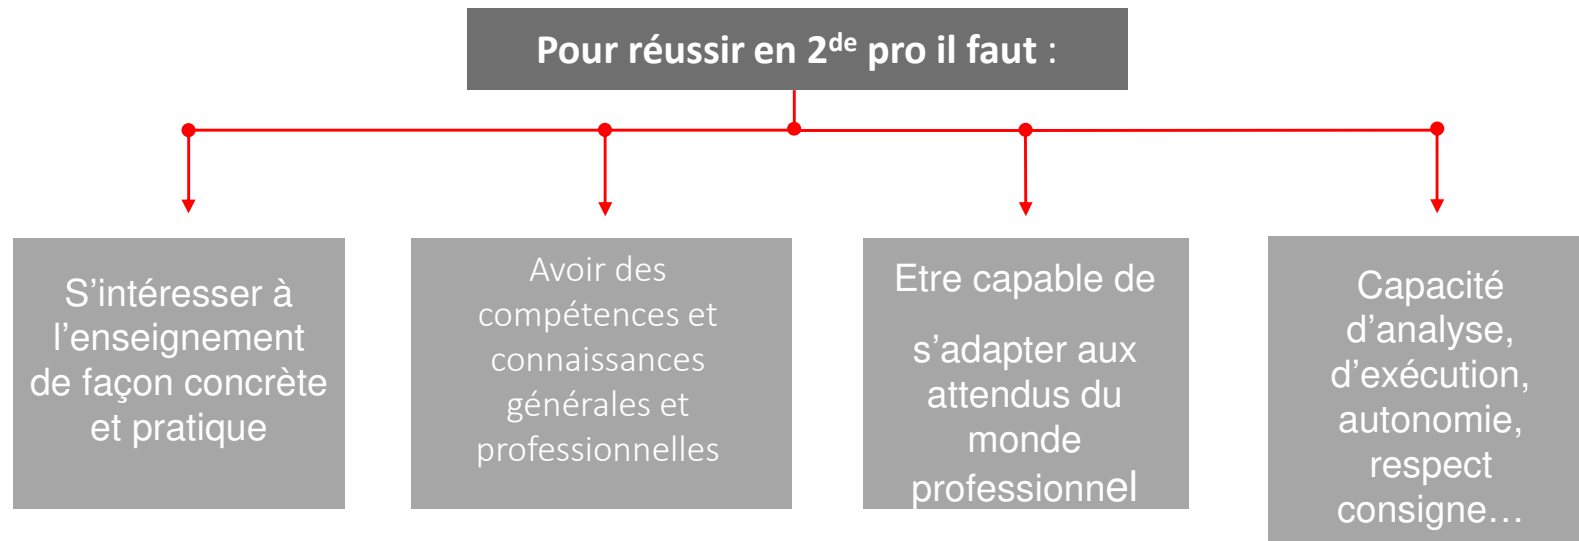 Pour réussir en 2de pro il faut :
S’intéresser à
l’enseignement
de façon concrète
et pratique
Avoir des
compétences et
connaissances
générales et
professionnelles
Etre capable de
s’adapter aux
attendus du
monde
professionnel
Capacité
d’analyse,
d’exécution,
autonomie,
respect
consigne…